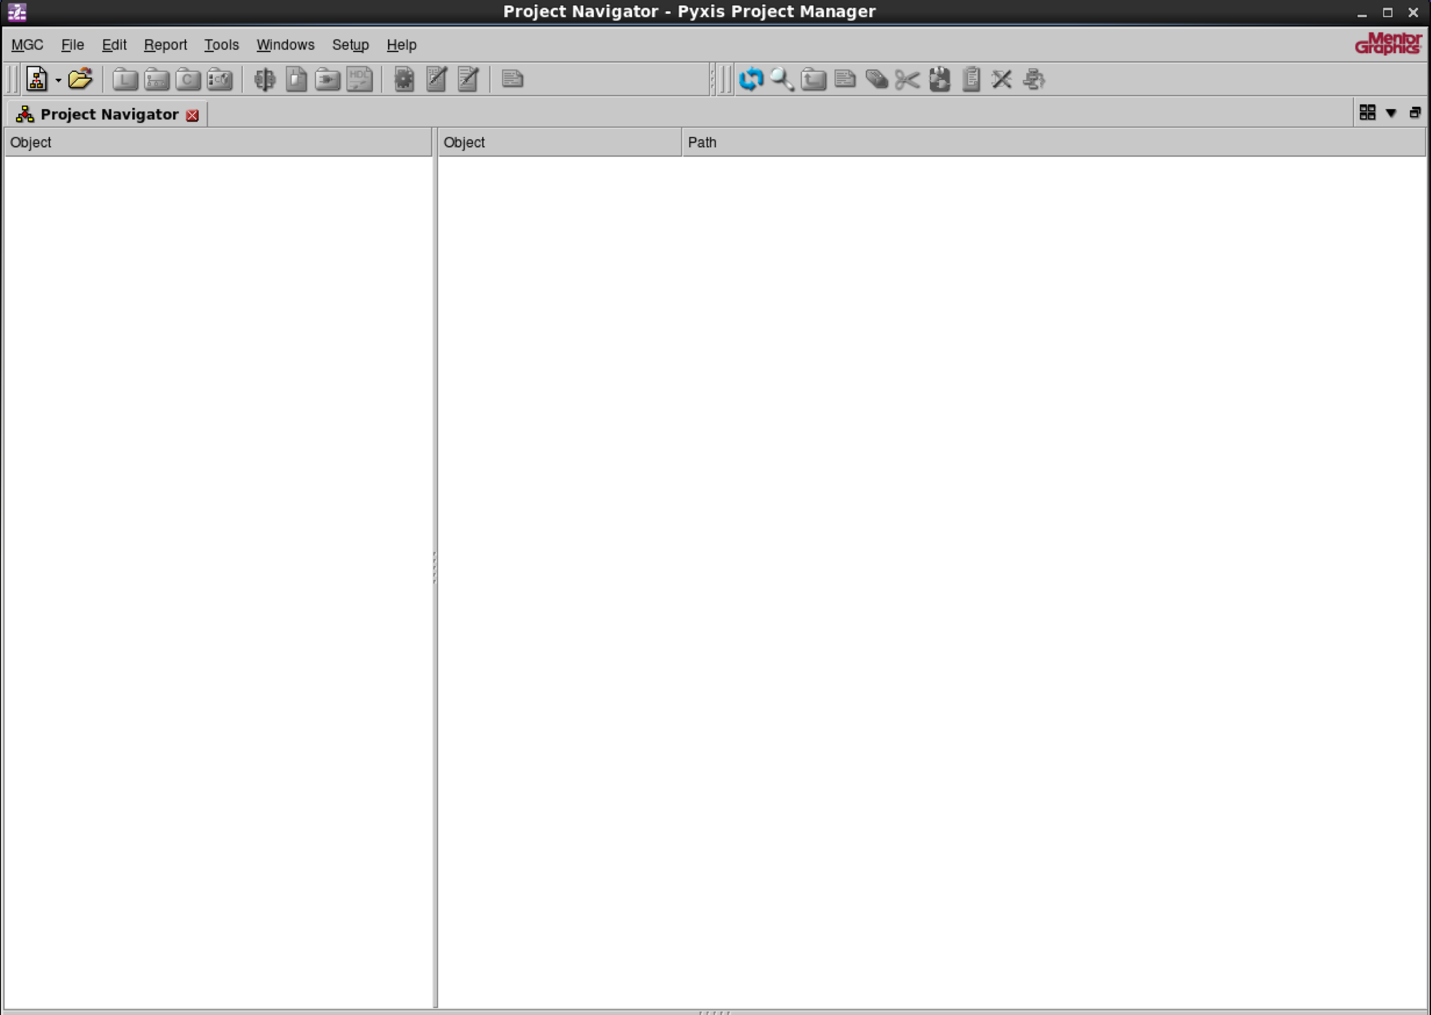 Project Navigator - Pyxis Project Manager
MGC File Edit Report Tools Windows Setup Help
Mentor
Graphics
L C HDL
Project Navigator
Object Object Path